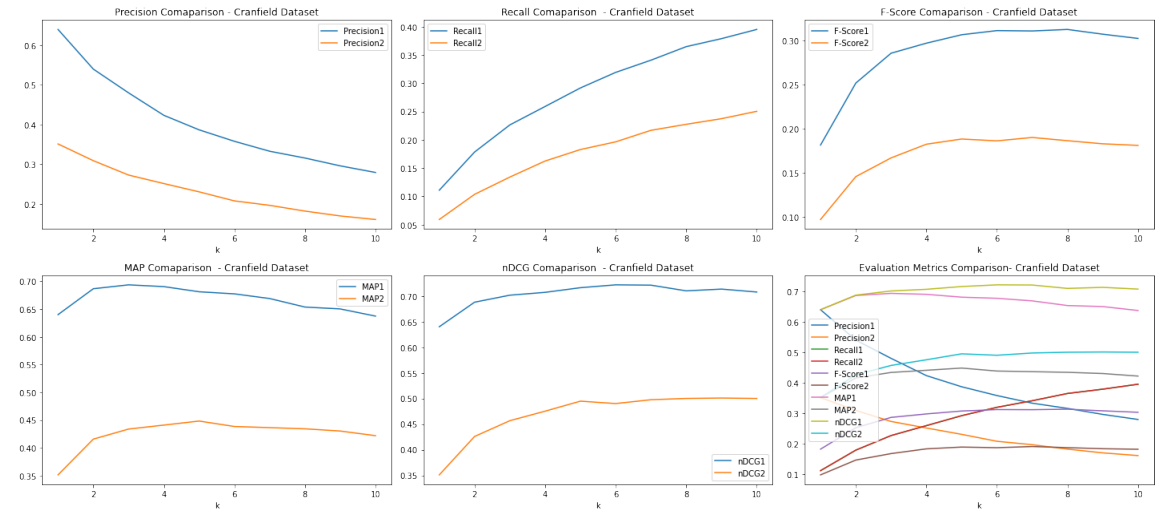 Precision Comaparison - Cranfield Dataset
Precision1
Precision2
0.6
0.5
0.4
0.3
0.2
2 4 6 8 10
k
Recall Comaparison - Cranfield Dataset
Recall1
Recall2
0.40
0.35
0.30
0.25
0.20
0.15
0.10
0.05
2 4 6 8 10
k
F-Score Comaparison - Cranfield Dataset
F-Score1
F-Score2
0.30
0.25
0.20
0.15
0.10
2 4 6 8 10
k
MAP Comaparison - Cranfield Dataset
MAP1
MAP2
0.70
0.65
0.60
0.55
0.50
0.45
0.40
0.35
2 4 6 8 10
k
nDCG Comaparison - Cranfield Dataset
0.70
0.65
0.60
0.55
0.50
0.45
0.40
0.35
nDCG1
nDCG2
2 4 6 8 10
k
Evaluation Metrics Comparison- Cranfield Dataset
0.7
0.6
0.5
0.4
0.3
0.2
0.1
Precision1
Precision2
Recall1
Recall2
F-Score1
F-Score2
MAP1
MAP2
nDCG1
nDCG2
2 4 6 8 10
k